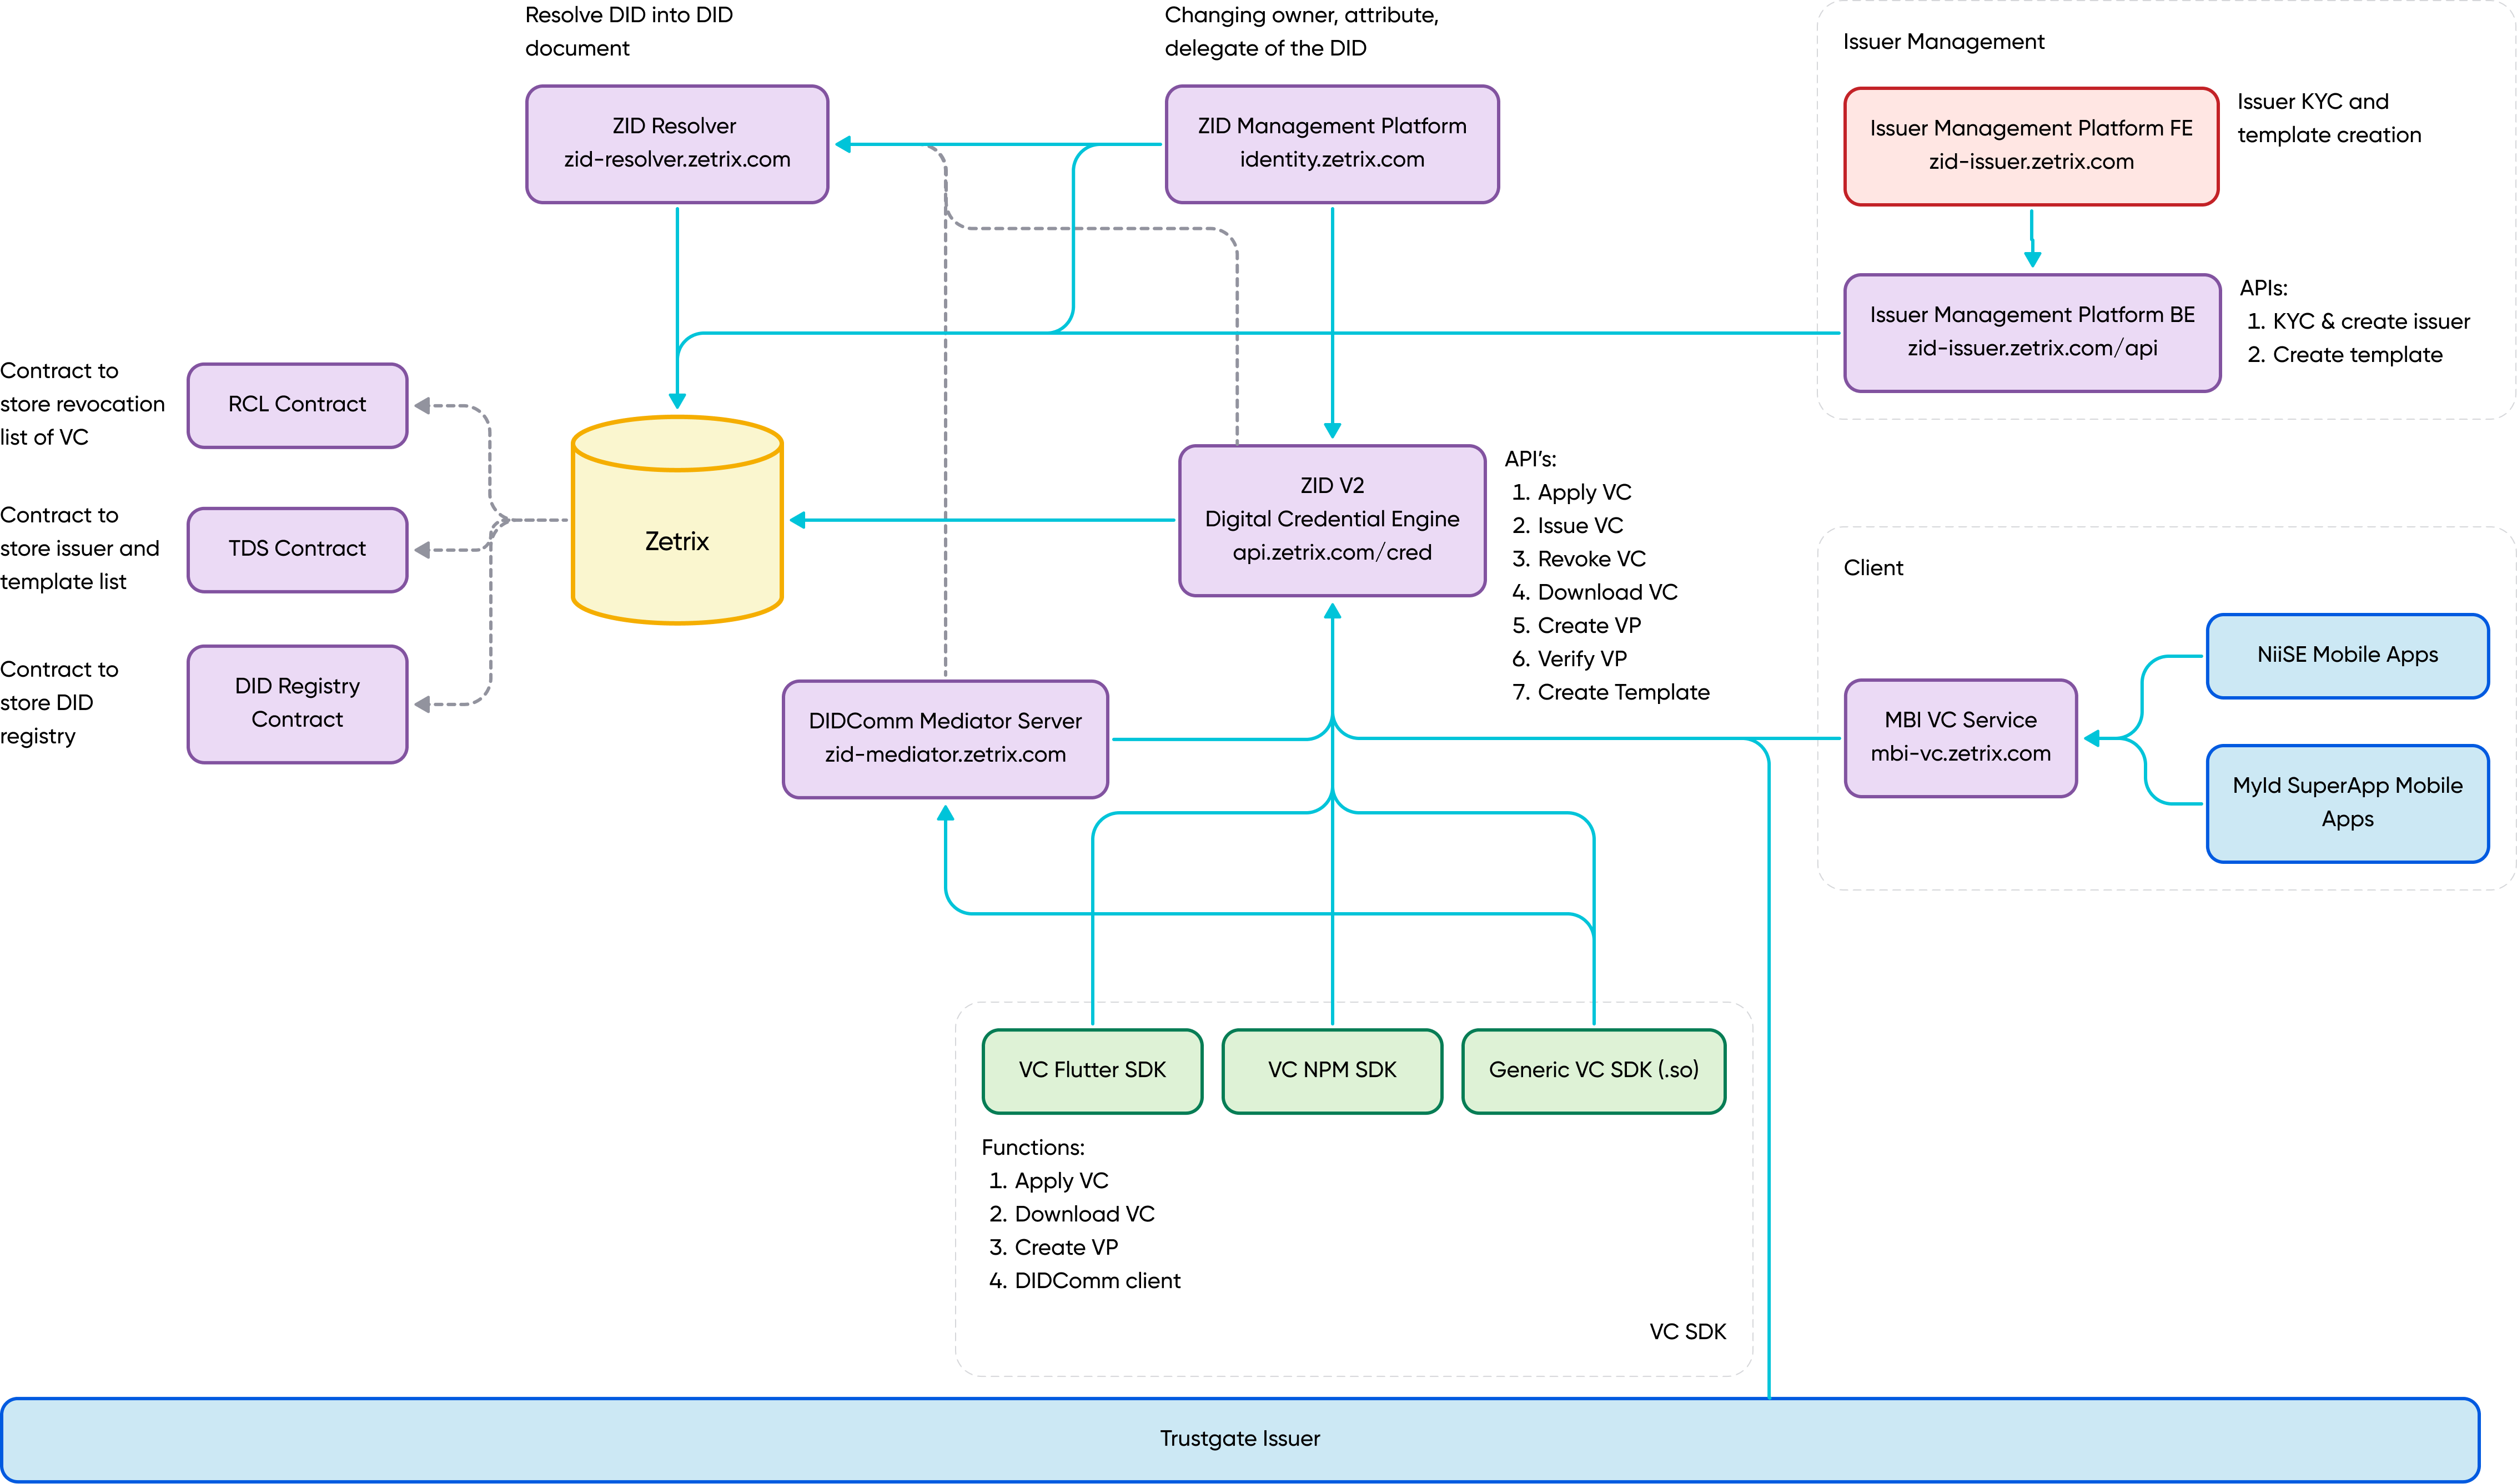 Resolve DID into DID
document
Changing owner, attribute,
delegate of the DID
Issuer Management
ZID Resolver
zid-resolver.zetrix.com
ZID Management Platform
identity.zetrix.com
Issuer Management Platform FE
zid-issuer.zetrix.com
Issuer KYC and
template creation
Issuer Management Platform BE
zid-issuer.zetrix.com/api
APIs:
1. KYC & create issuer
2. Create template
Contract to
store revocation
list of VC
RCL Contract
Contract to
store issuer and
template list
TDS Contract
Contract to
store DID
registry
DID Registry
Contract
Zetrix
ZID V2
Digital Credential Engine
api.zetrix.com/cred
API's:
1. Apply VC
2. Issue VC
3. Revoke VC
4. Download VC
5. Create VP
6. Verify VP
7. Create Template
Client
NiiSE Mobile Apps
MBI VC Service
mbi-vc.zetrix.com
MyId SuperApp Mobile
Apps
DIDComm Mediator Server
zid-mediator.zetrix.com
VC Flutter SDK
VC NPM SDK
Generic VC SDK (.so)
Functions:
1. Apply VC
2. Download VC
3. Create VP
4. DIDComm client
VC SDK
Trustgate Issuer